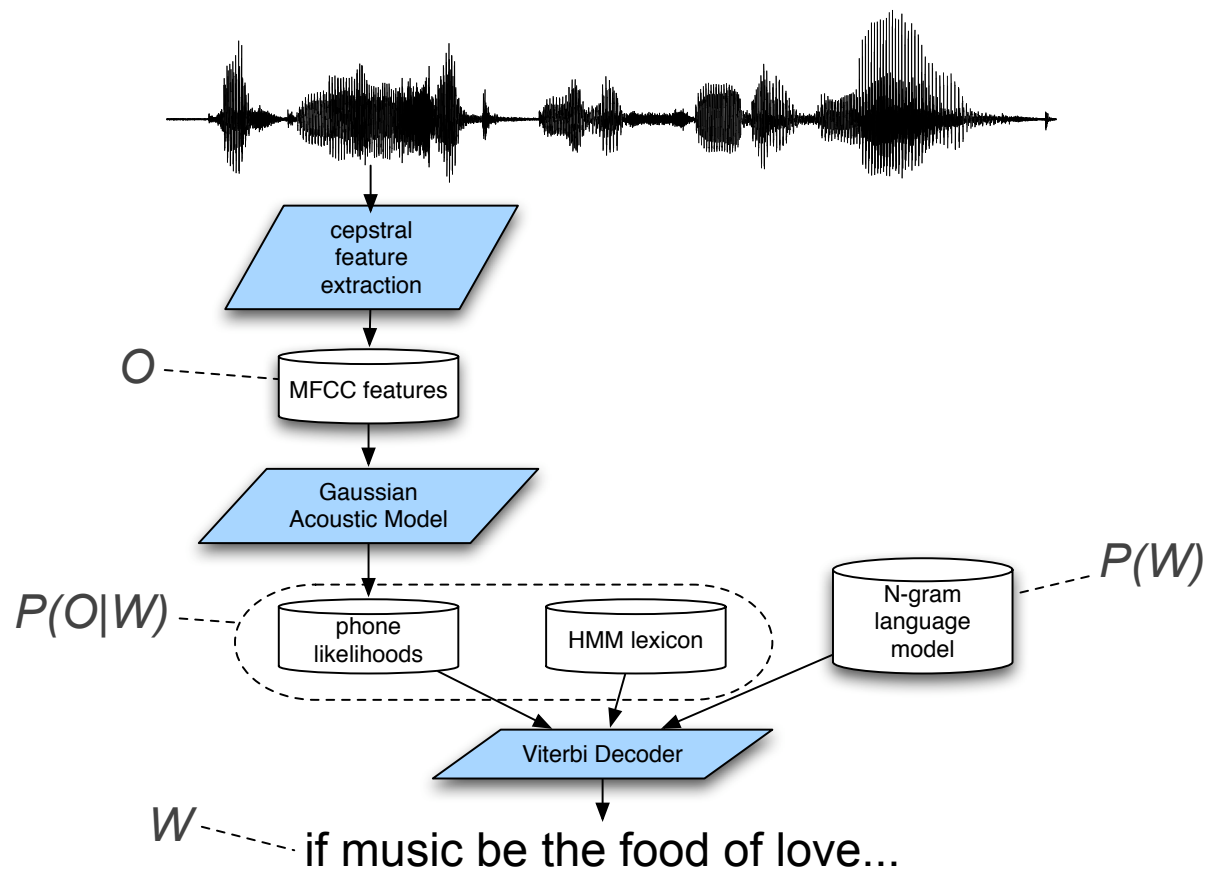 cepstral
feature
extraction
O
MFCC features
Gaussian
Acoustic Model
P(O|W)
phone
likelihoods
HMM lexicon
N-gram
language
model
P(W)
Viterbi Decoder
W
if music be the food of love...